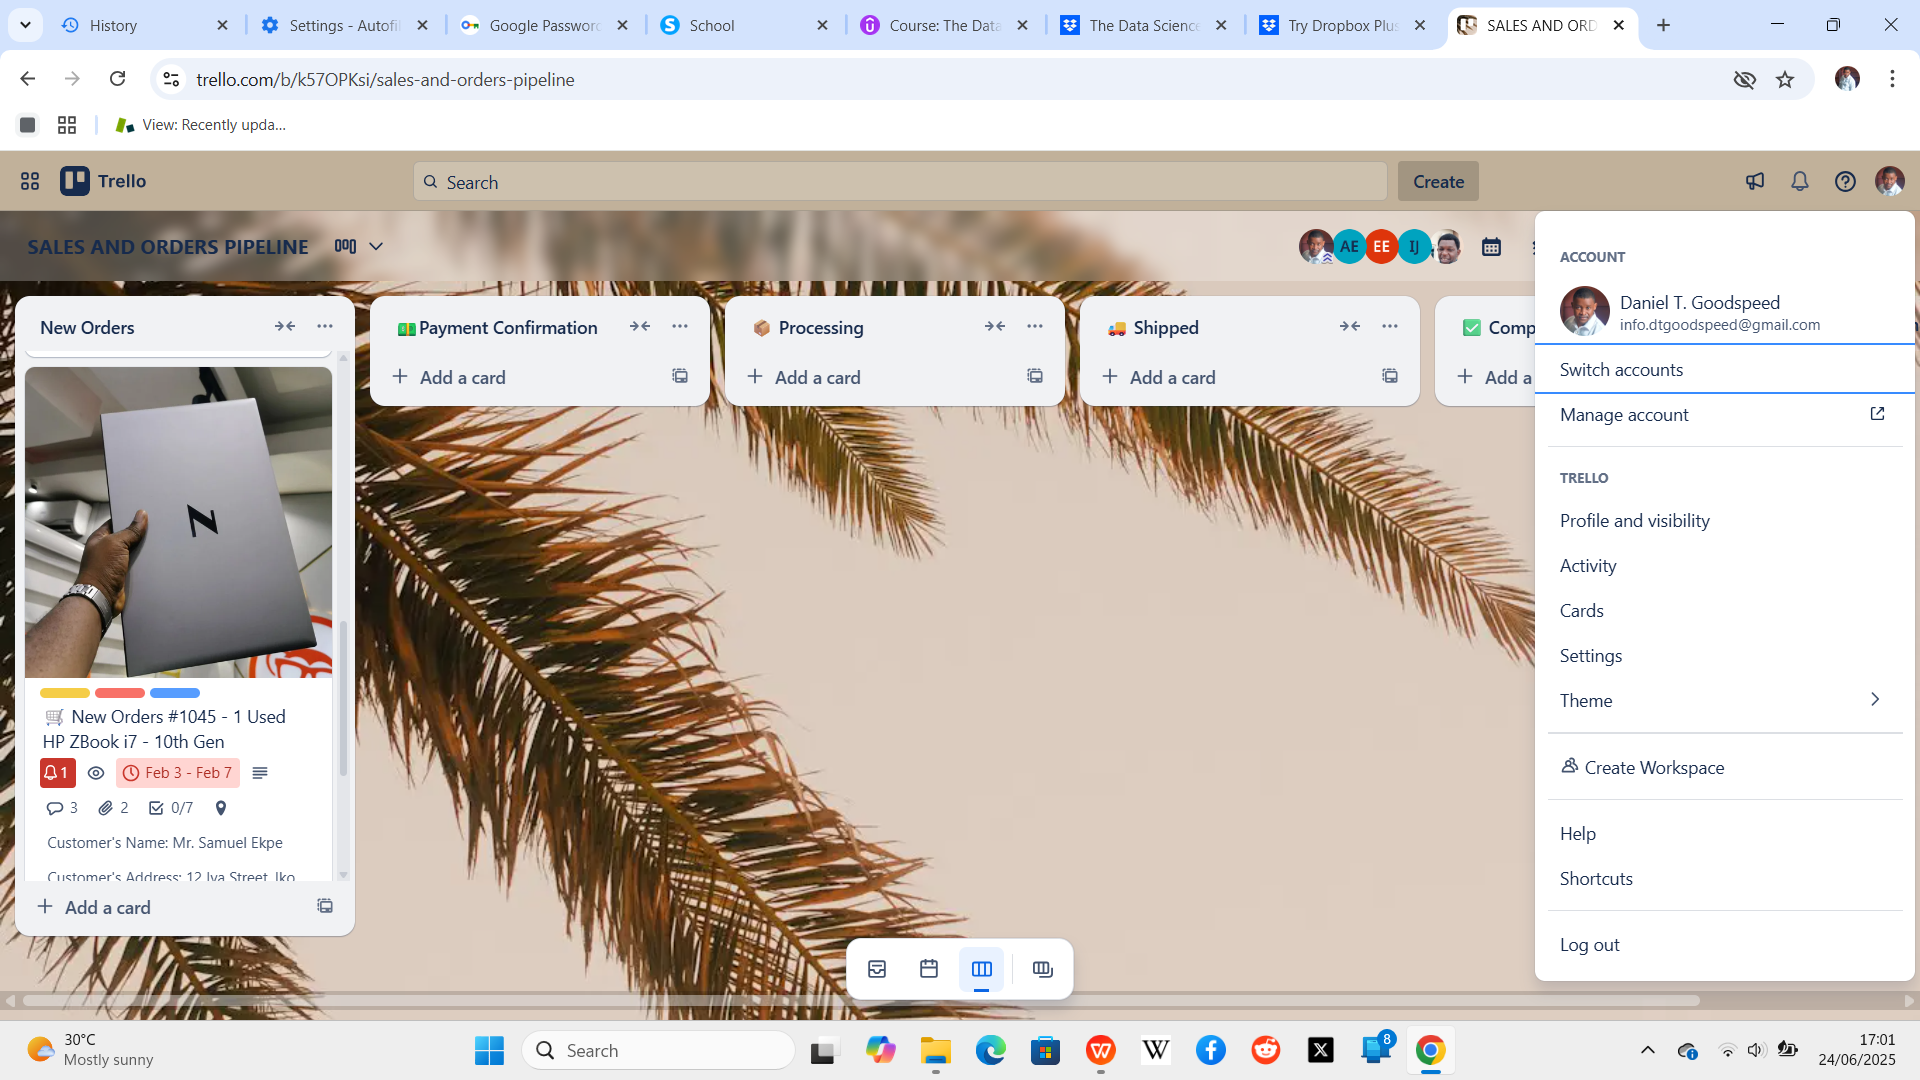 History
Settings - Autofi
Google Password
School
Course: The Data
The Data Science
Try Dropbox Plus
SALES AND ORD
trello.com/b/k57OPKsi/sales-and-orders-pipeline
View: Recently upda...
Trello
Search
Create
SALES AND ORDERS PIPELINE
AE
EE
IJ
New Orders
Payment Confirmation
Processing
Shipped
Comp
Add a card
Add a card
Add a card
Add a
New Orders #1045 - 1 Used
HP ZBook i7 - 10th Gen
1
Feb 3 - Feb 7
3
2
0/7
Customer's Name: Mr. Samuel Ekpe
Customer's Address: 12 Iya Street, Iko
Add a card
ACCOUNT
Daniel T. Goodspeed
info.dtgoodspeed@gmail.com
Switch accounts
Manage account
TRELLO
Profile and visibility
Activity
Cards
Settings
Theme
Create Workspace
Help
Shortcuts
Log out
30°C
Mostly sunny
Search
8
17:01
24/06/2025